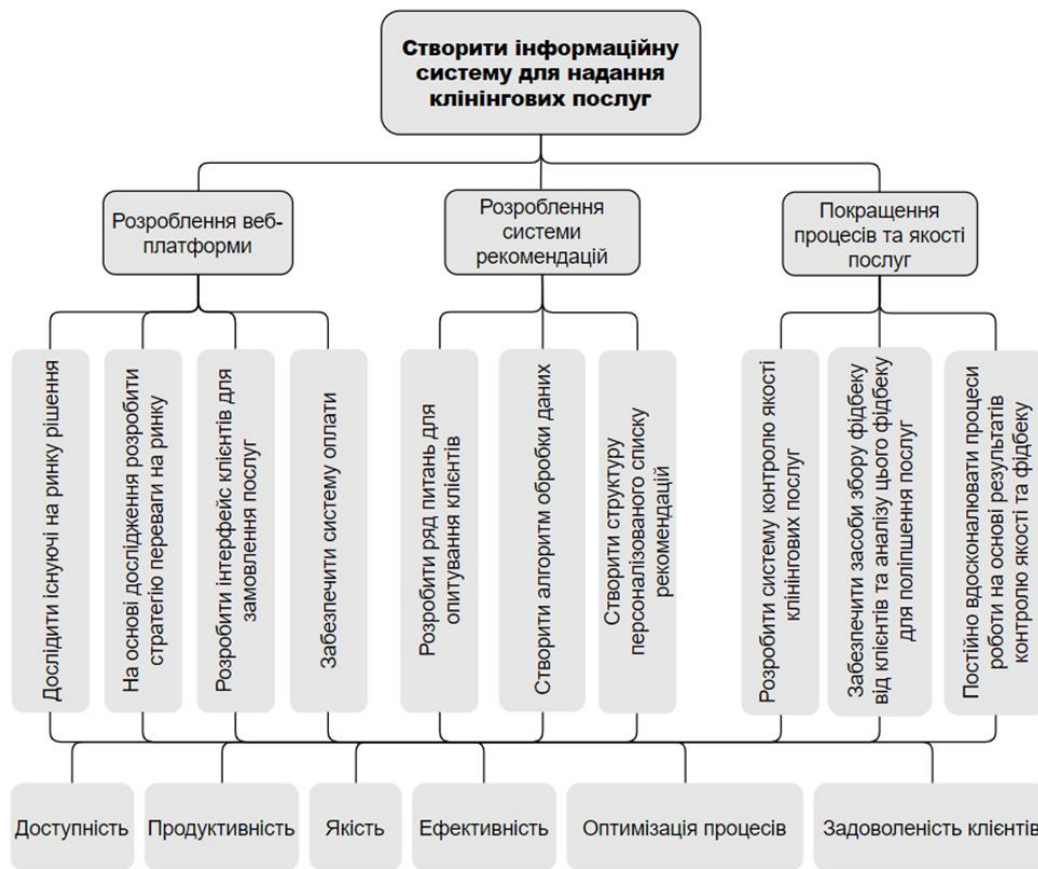 Створити інформаційну
систему для надання
клінінгових послуг
Розроблення веб-
платформи
Розроблення
системи
рекомендацій
Покращення
процесів та якості
послуг
Дослідити існуючі на ринку рішення
На основі дослідження розробити
стратегію переваги на ринку
Розробити інтерфейс клієнтів для
замовлення послуг
Забезпечити систему оплати
Розробити ряд питань для
опитування клієнтів
Створити алгоритм обробки даних
Створити структуру
персоналізованого списку
рекомендацій
Розробити систему контролю якості
клінінгових послуг
Забезпечити засоби збору фідбеку
від клієнтів та аналізу цього фідбеку
для поліпшення послуг
Постійно вдосконалювати процеси
роботи на основі результатів
контролю якості та фідбеку
Доступність
Продуктивність
Якість
Ефективність
Оптимізація процесів
Задоволеність клієнтів